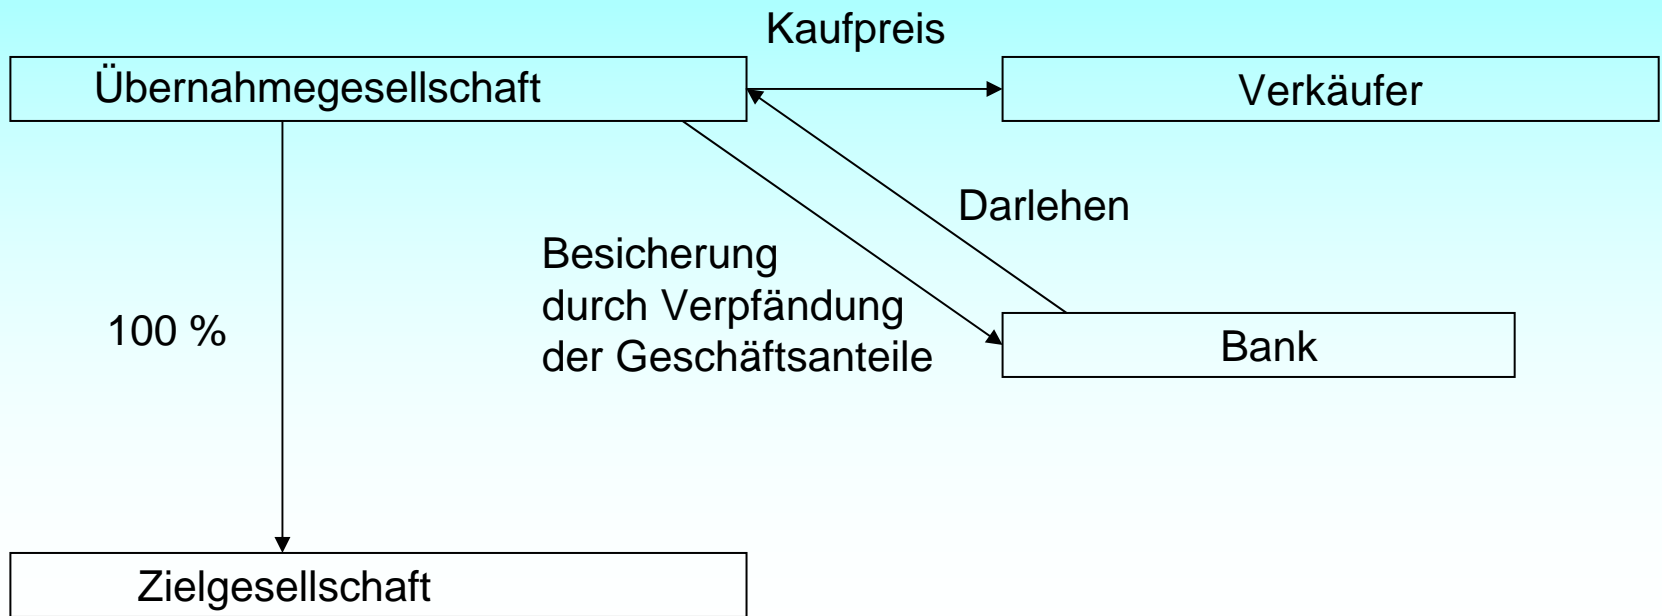 Kaufpreis
Übernahmegesellschaft
Verkäufer
Darlehen
Besicherung
durch Verpfändung
der Geschäftsanteile
100 %
Bank
Zielgesellschaft